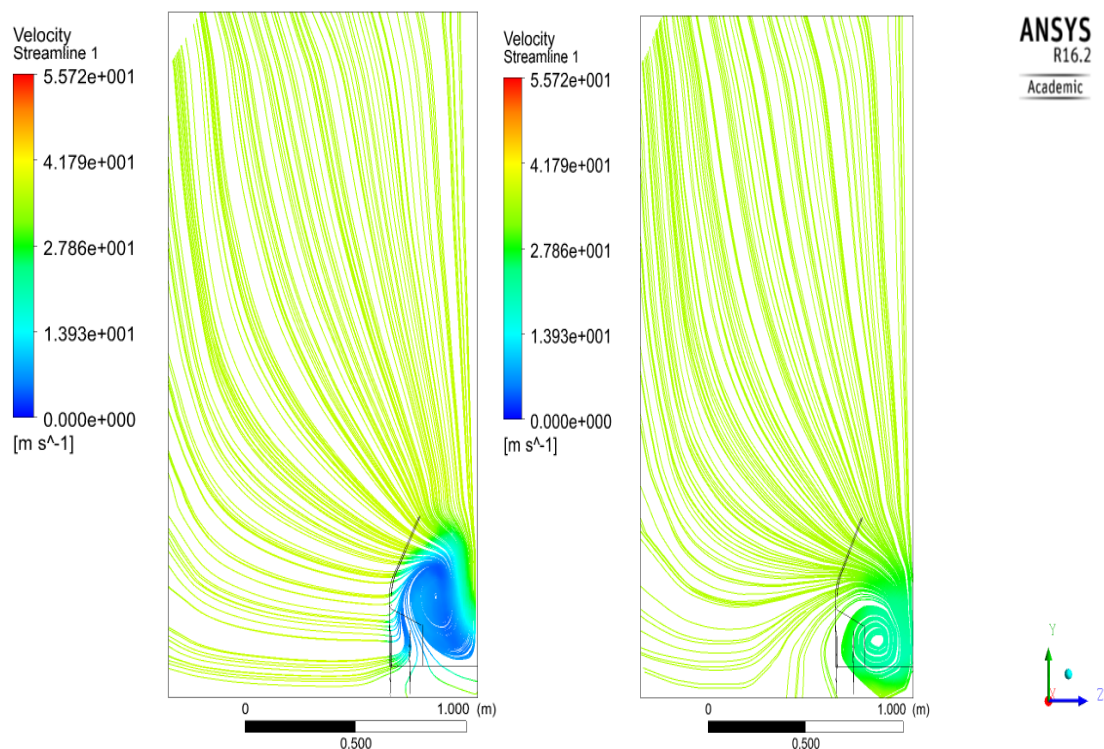 Velocity
Streamline 1
5.572e+001
4.179e+001
2.786e+001
1.393e+001
0.000e+000
[m s^-1]
0
1.000 (m)
0.500
Velocity
Streamline 1
5.572e+001
4.179e+001
2.786e+001
1.393e+001
0.000e+000
[m s^-1]
0
1.000 (m)
0.500
ANSYS
R16.2
Academic
Y
X
Z